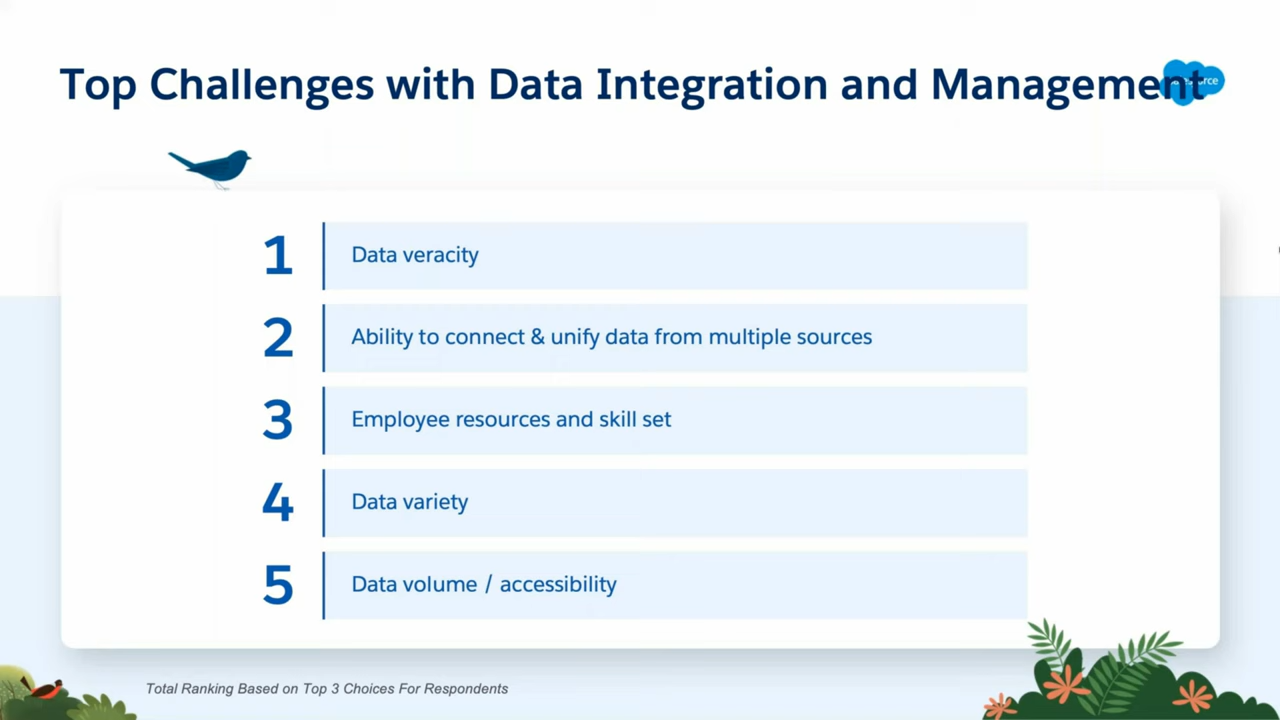 Top Challenges with Data Integration and Management
1
Data veracity
2
Ability to connect & unify data from multiple sources
3
Employee resources and skill set
4
Data variety
5
Data volume / accessibility
Total Ranking Based on Top 3 Choices For Respondents